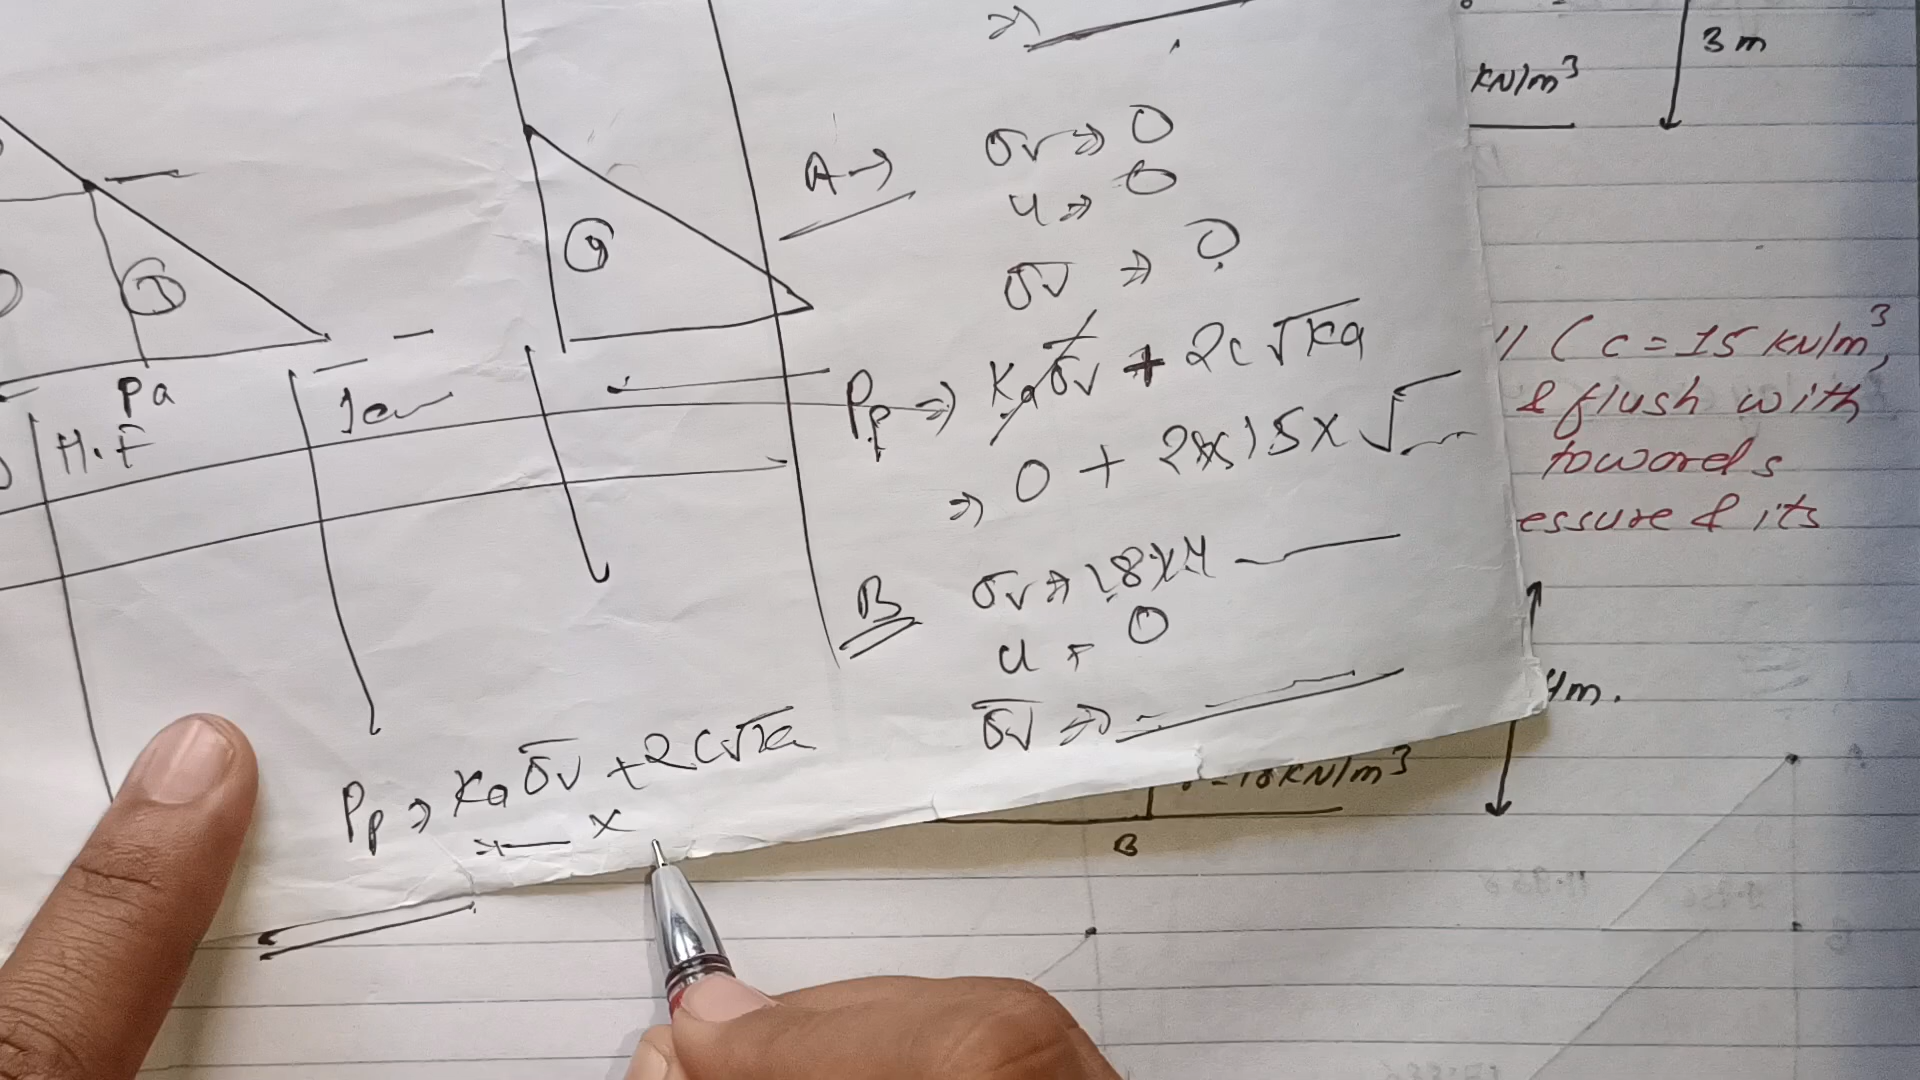 3 m
KN/m³
A →
σv ⇒ 0
u ⇒ 0
σ̅v ⇒ ?
①
Pp ⇒ Ka σ̅v + 2c √Ka
⇒ 0 + 2 x 15 x √
Pa
H.F
B
σv ⇒ 18 x 4
u = 0
σ̅v ⇒
Pp ⇒ Ka σ̅v + 2C√Ka
x
(c = 15 KN/m³,
& flush with
towards
essure & its
4m.
= 18 KN/m³
B